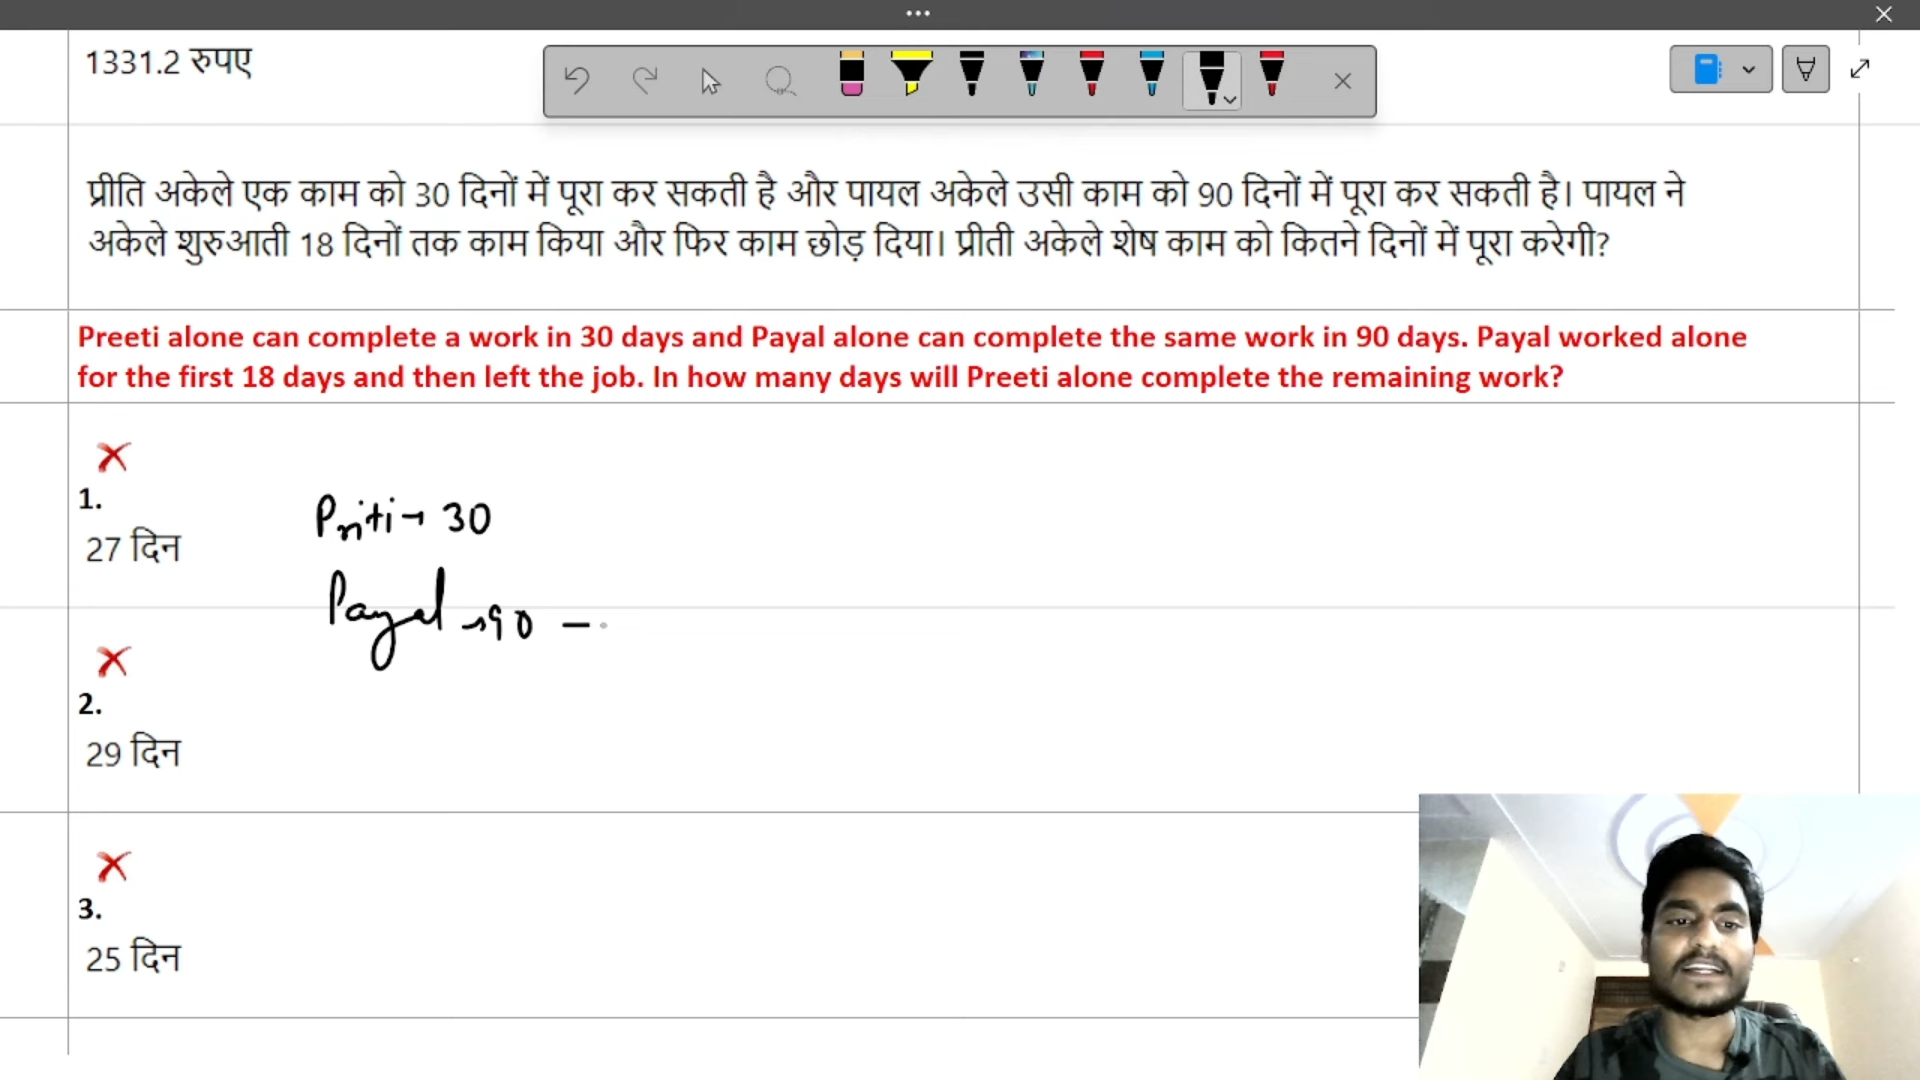 1331.2 रुपए
प्रीति अकेले एक काम को 30 दिनों में पूरा कर सकती है और पायल अकेले उसी काम को 90 दिनों में पूरा कर सकती है। पायल ने
अकेले शुरुआती 18 दिनों तक काम किया और फिर काम छोड़ दिया। प्रीती अकेले शेष काम को कितने दिनों में पूरा करेगी?
Preeti alone can complete a work in 30 days and Payal alone can complete the same work in 90 days. Payal worked alone
for the first 18 days and then left the job. In how many days will Preeti alone complete the remaining work?
1.
Priti→ 30
27 दिन
Payal →90 –
2.
29 दिन
3.
25 दिन